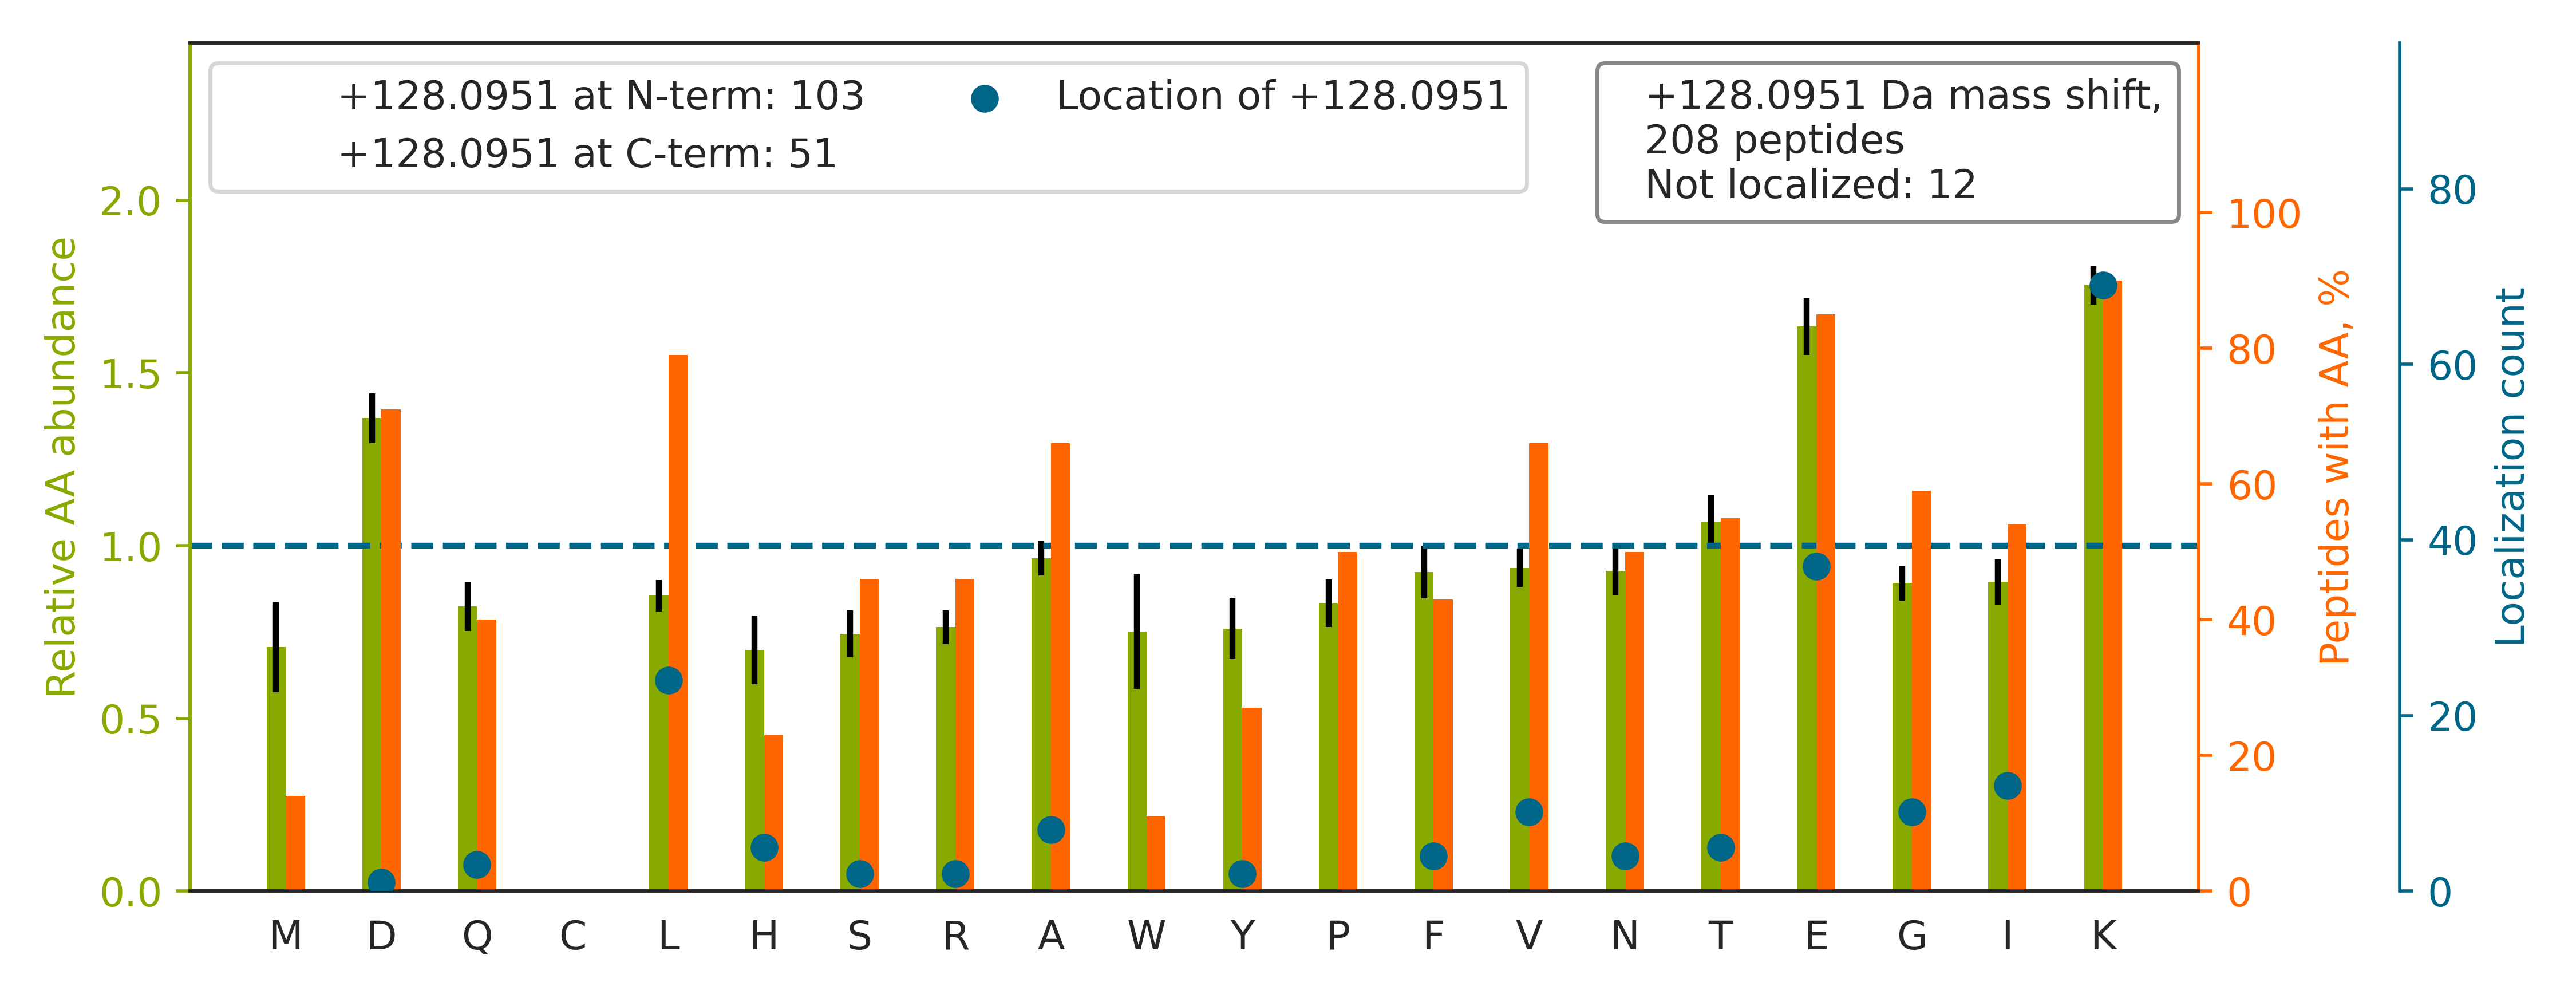 +128.0951 at N-term: 103
+128.0951 at C-term: 51
Location of +128.0951
+128.0951 Da mass shift,
208 peptides
Not localized: 12
Relative AA abundance
2.0
1.5
1.0
0.5
0.0
M D Q C L H S R A W Y P F V N T E G I K
100
80
60
40
20
0
Peptides with AA, %
80
60
40
20
0
Localization count